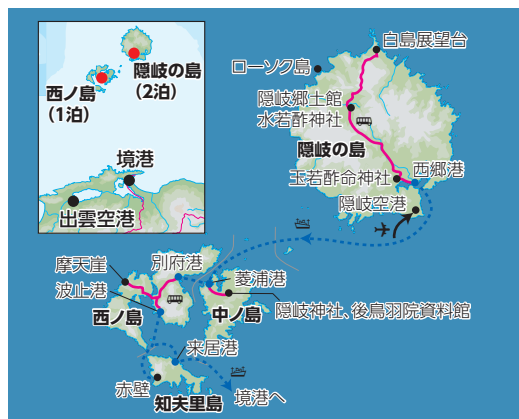 隠岐の島
(2泊)
西ノ島
(1泊)
境港
出雲空港
白島展望台
ローソク島
隠岐郷土館
水若酢神社
隠岐の島
西郷港
玉若酢命神社
隠岐空港
別府港
摩天崖
波止港
菱浦港
西ノ島
中ノ島
隠岐神社、後鳥羽院資料館
来居港
赤壁
境港へ
知夫里島